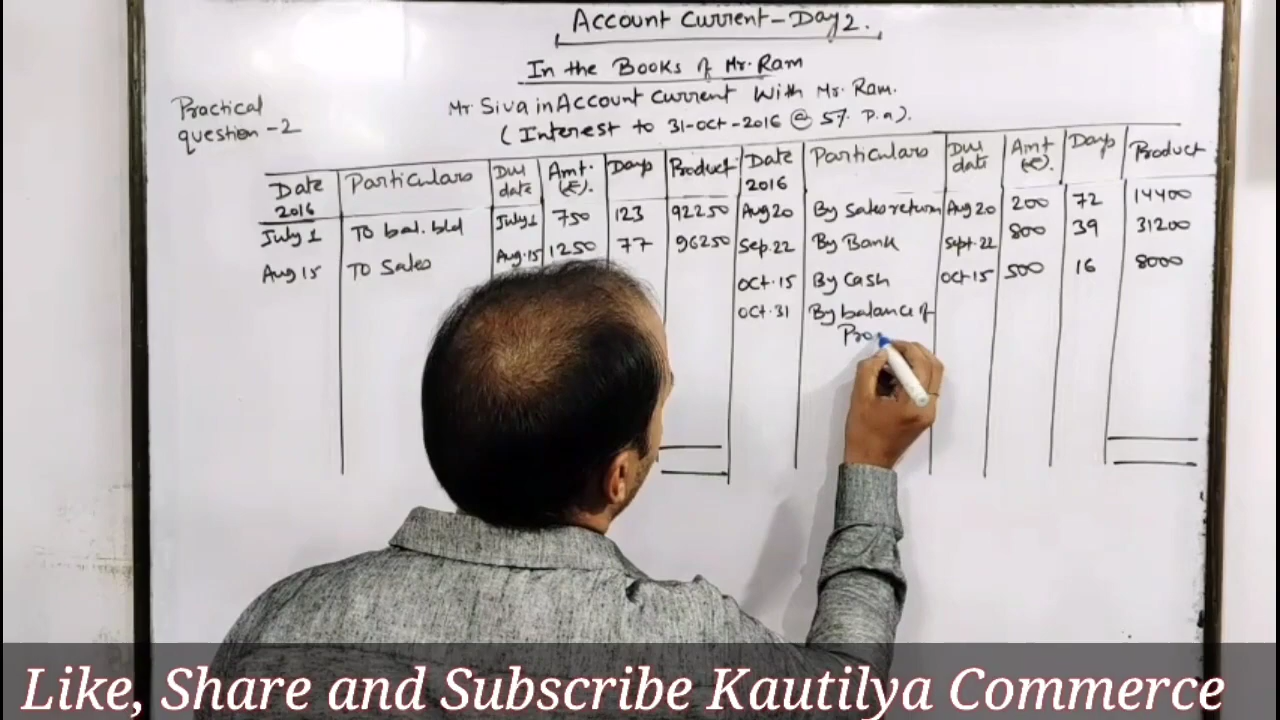 Account Current - Day 2.
In the Books of Mr. Ram
Practical
question - 2
Mr Siva in Account Current With Mr. Ram.
(Interest to 31-oct-2016 @ 5% p.a).
Date 2016 Particulars Due date Amt. (₹). Days Product Date 2016 Particulars Due date Amt (₹). Days Product
July 1 To bal. b/d July 1 750 123 92250 Aug 20 By Sales return Aug 20 200 72 14400
Aug 15 To Sales Aug. 15 1250 77 96250 Sep. 22 By Bank Sept. 22 800 39 31200
Oct. 15 By Cash Oct. 15 500 16 8000
Oct. 31 By balance of
Pro
Like, Share and Subscribe Kautilya Commerce